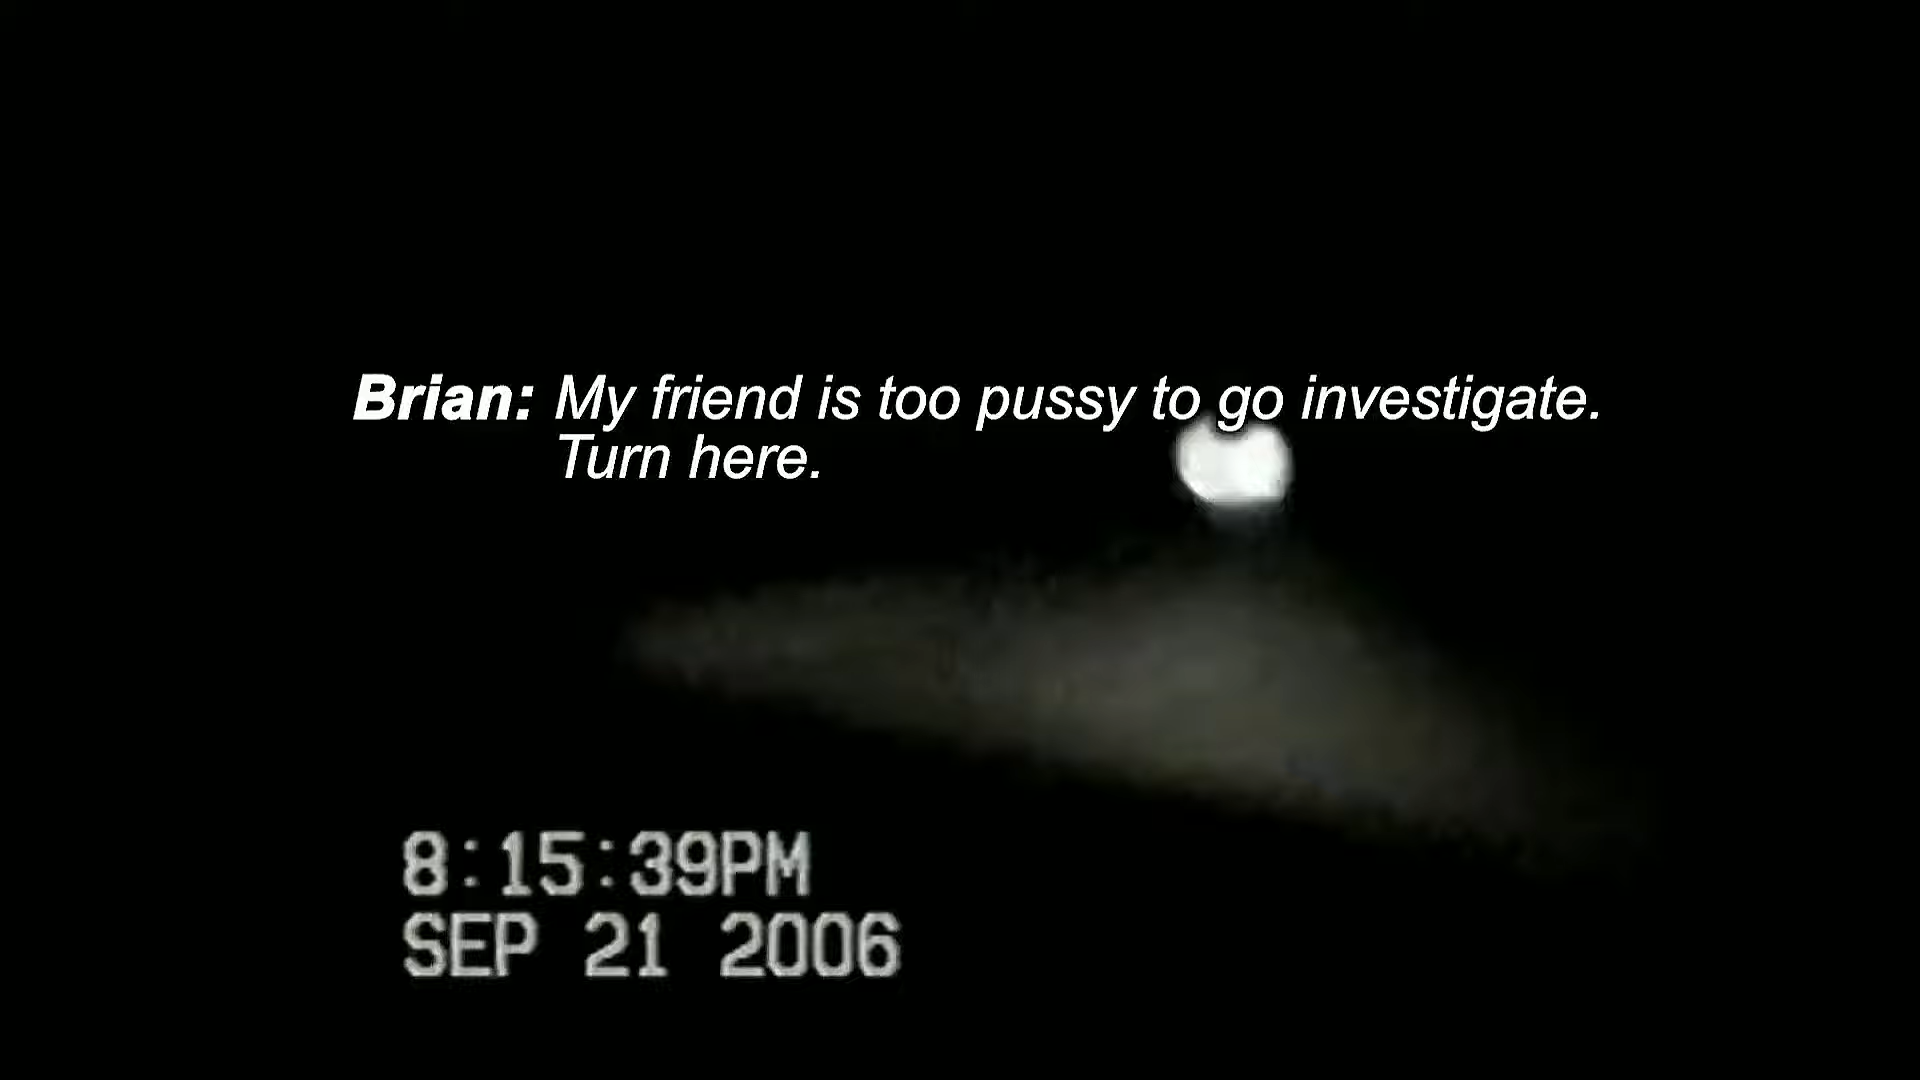 Brian: My friend is too pussy to go investigate.
Turn here.
8:15:39PM
SEP 21 2006